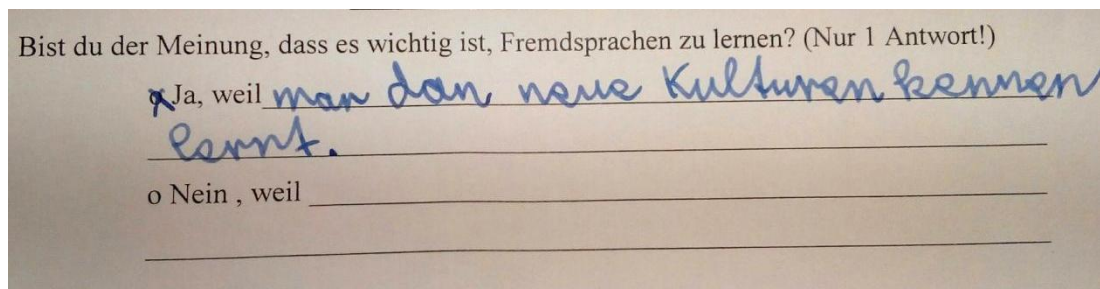 Bist du der Meinung, dass es wichtig ist, Fremdsprachen zu lernen? (Nur 1 Antwort!)
x Ja, weil man dan neue Kulturen kennen
lernt.
o Nein , weil